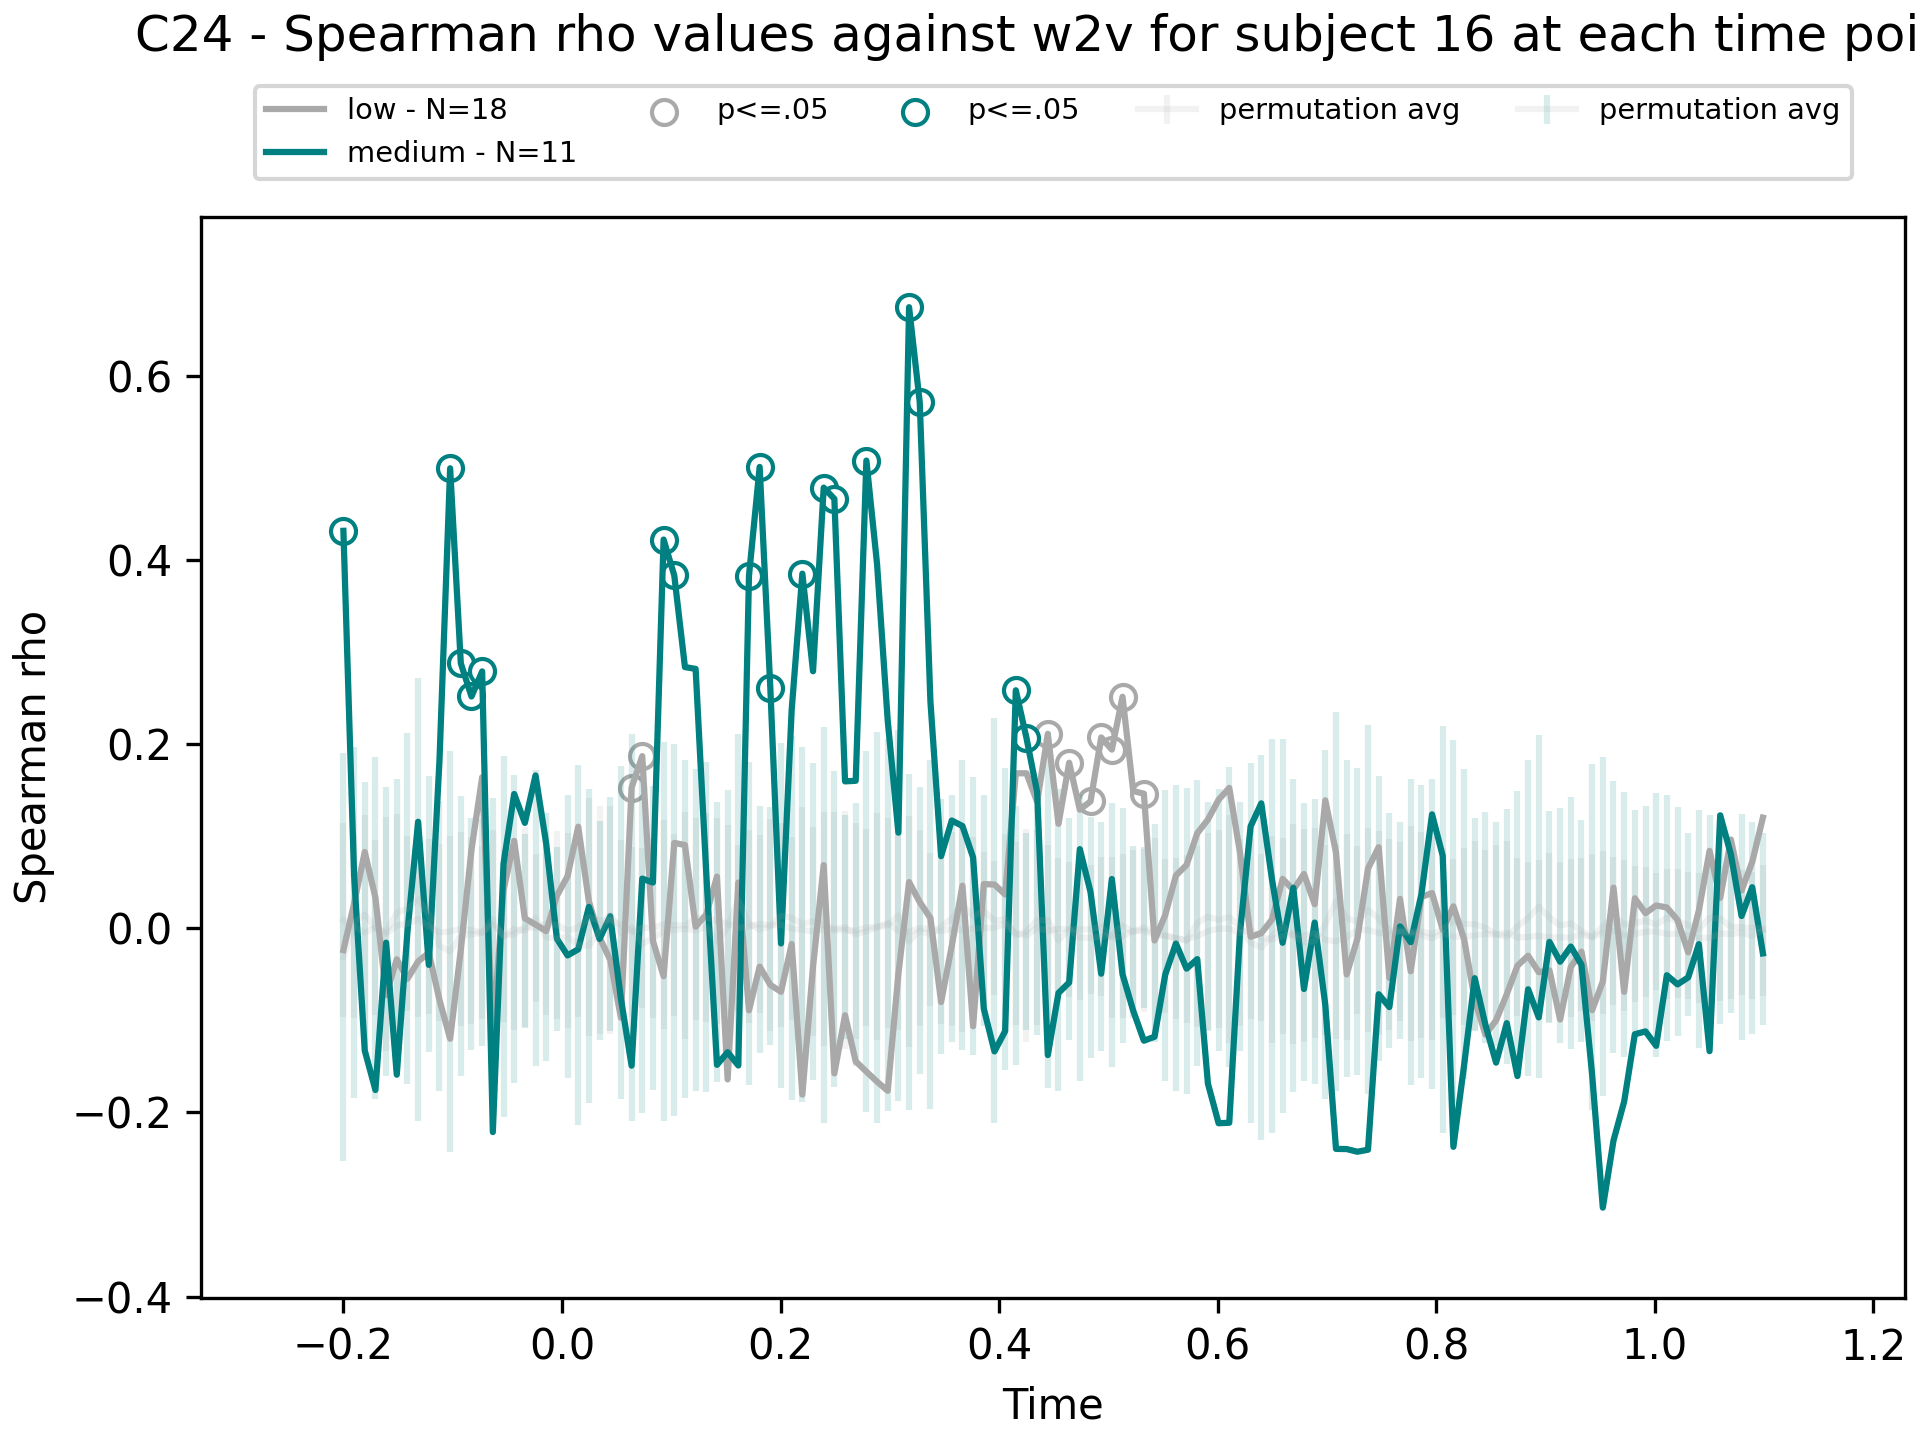 C24 - Spearman rho values against w2v for subject 16 at each time poi
low - N=18
medium - N=11
p<=.05
p<=.05
permutation avg
permutation avg
Spearman rho
0.6
0.4
0.2
0.0
−0.2
−0.4
−0.2
0.0
0.2
0.4
0.6
0.8
1.0
1.2
Time